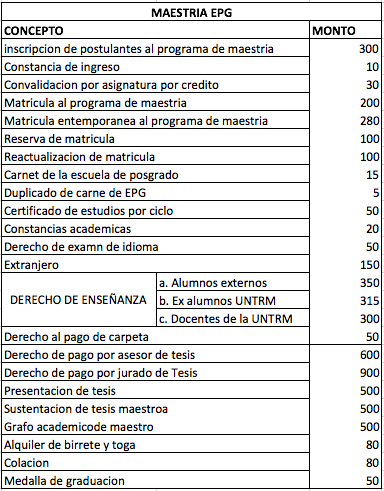 MAESTRIA EPG
CONCEPTO MONTO
inscripcion de postulantes al programa de maestria 300
Constancia de ingreso 10
Convalidacion por asignatura por credito 30
Matricula al programa de maestria 200
Matricula entemporanea al programa de maestria 280
Reserva de matricula 100
Reactualizacion de matricula 100
Carnet de la escuela de posgrado 15
Duplicado de carne de EPG 5
Certificado de estudios por ciclo 50
Constancias academicas 20
Derecho de examn de idioma 50
Extranjero 150
DERECHO DE ENSEÑANZA
a. Alumnos externos 350
b. Ex alumnos UNTRM 315
c. Docentes de la UNTRM 300
Derecho al pago de carpeta 50
Derecho de pago por asesor de tesis 600
Derecho de pago por jurado de Tesis 900
Presentacion de tesis 500
Sustentacion de tesis maestroa 500
Grafo academicode maestro 500
Alquiler de birrete y toga 80
Colacion 80
Medalla de graduacion 50